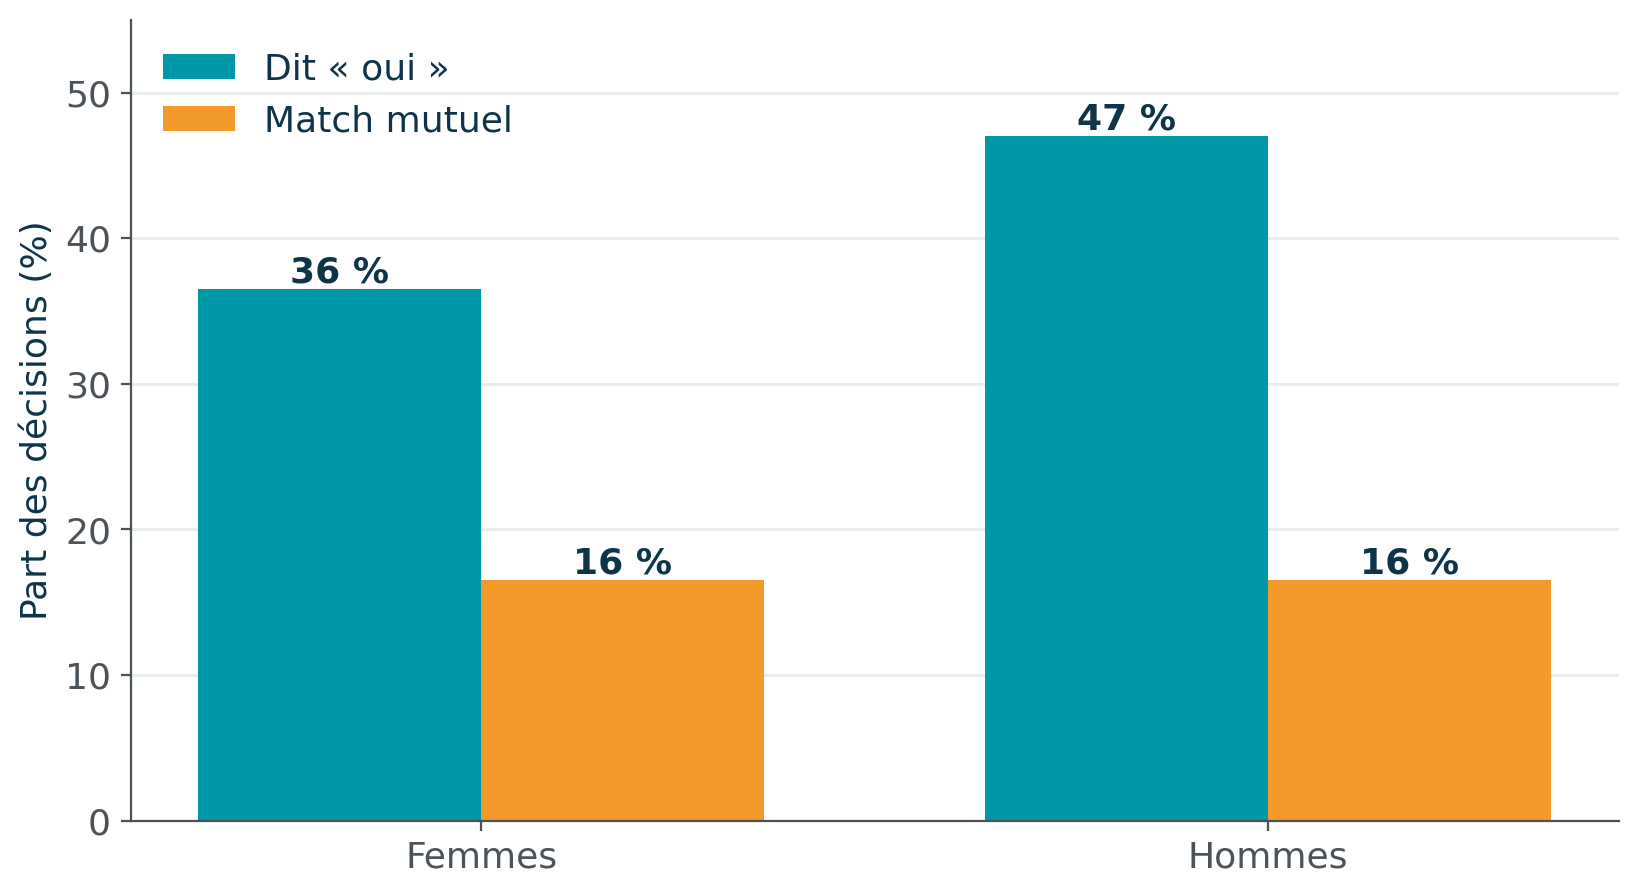 Dit « oui »
Match mutuel
Part des décisions (%)
50
40
30
20
10
0
36 %
16 %
47 %
16 %
Femmes
Hommes